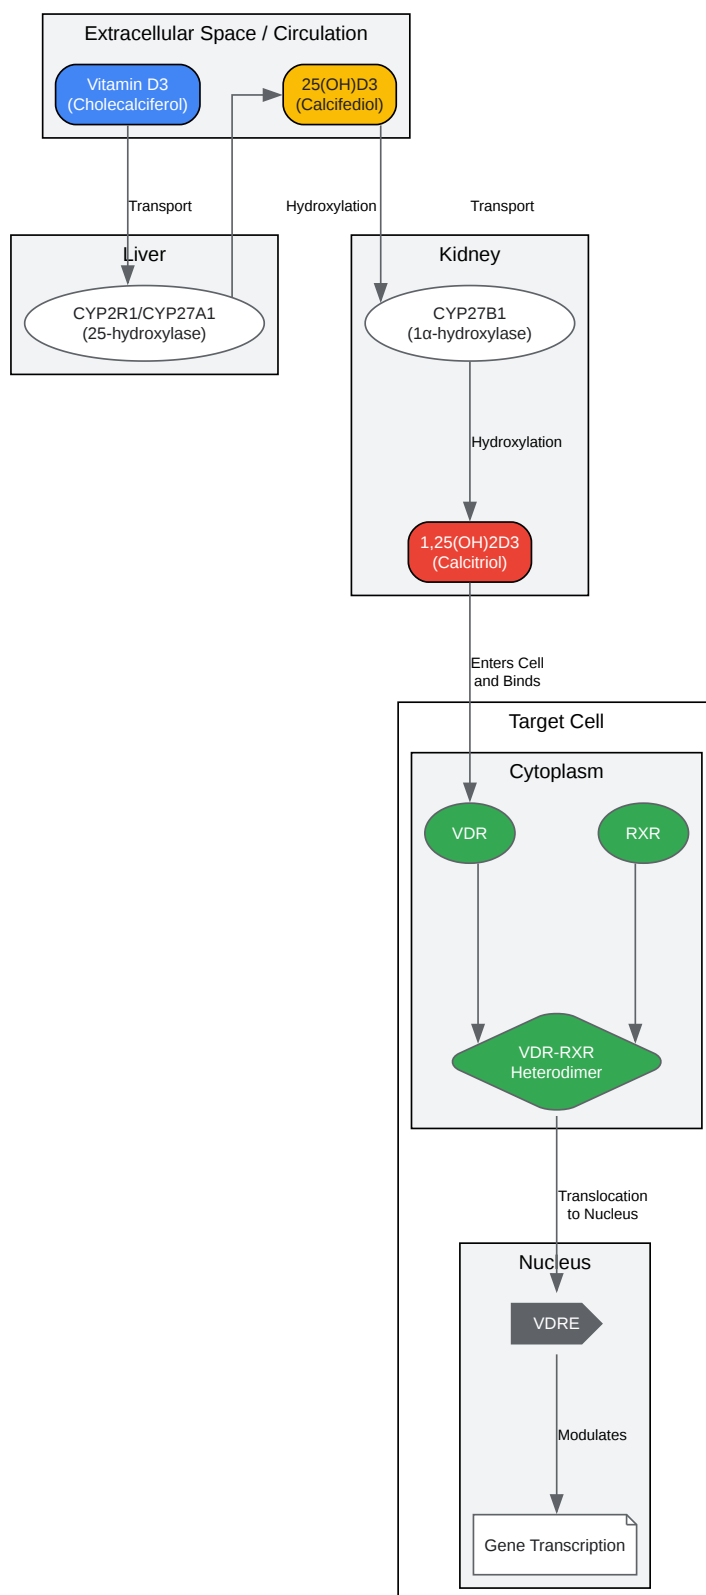 Extracellular Space / Circulation
Vitamin D3
(Cholecalciferol)
25(OH)D3
(Calcifediol)
Transport
Hydroxylation
Transport
Liver
CYP2R1/CYP27A1
(25-hydroxylase)
Kidney
CYP27B1
(1α-hydroxylase)
Hydroxylation
1,25(OH)2D3
(Calcitriol)
Enters Cell
and Binds
Target Cell
Cytoplasm
VDR
RXR
VDR-RXR
Heterodimer
Translocation
to Nucleus
Nucleus
VDRE
Modulates
Gene Transcription